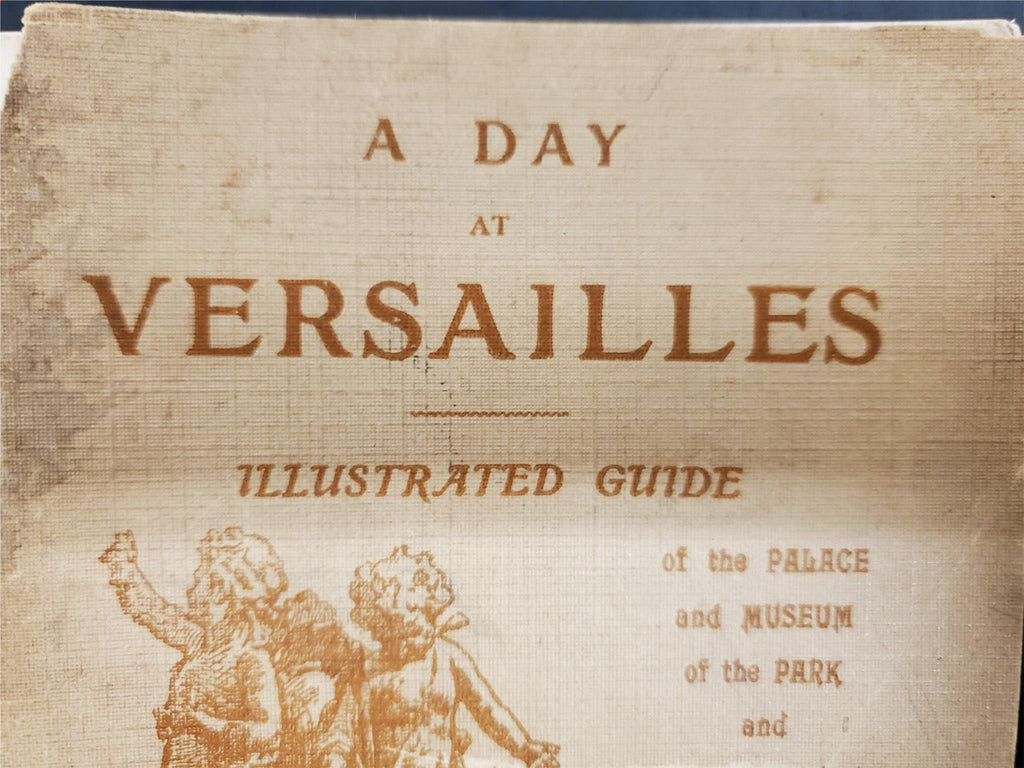 A DAY
AT
VERSAILLES
ILLUSTRATED GUIDE
of the PALACE
and MUSEUM
of the PARK
and